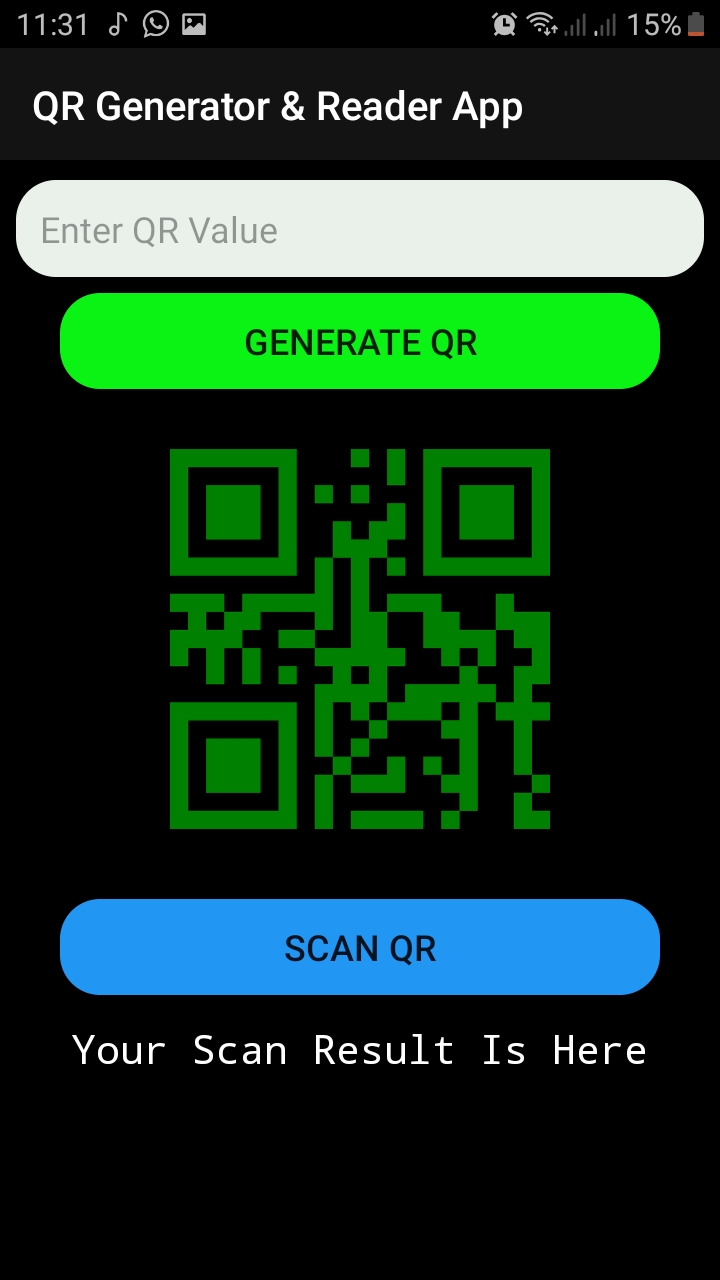 11:31 15%
QR Generator & Reader App
Enter QR Value
GENERATE QR
SCAN QR
Your Scan Result Is Here